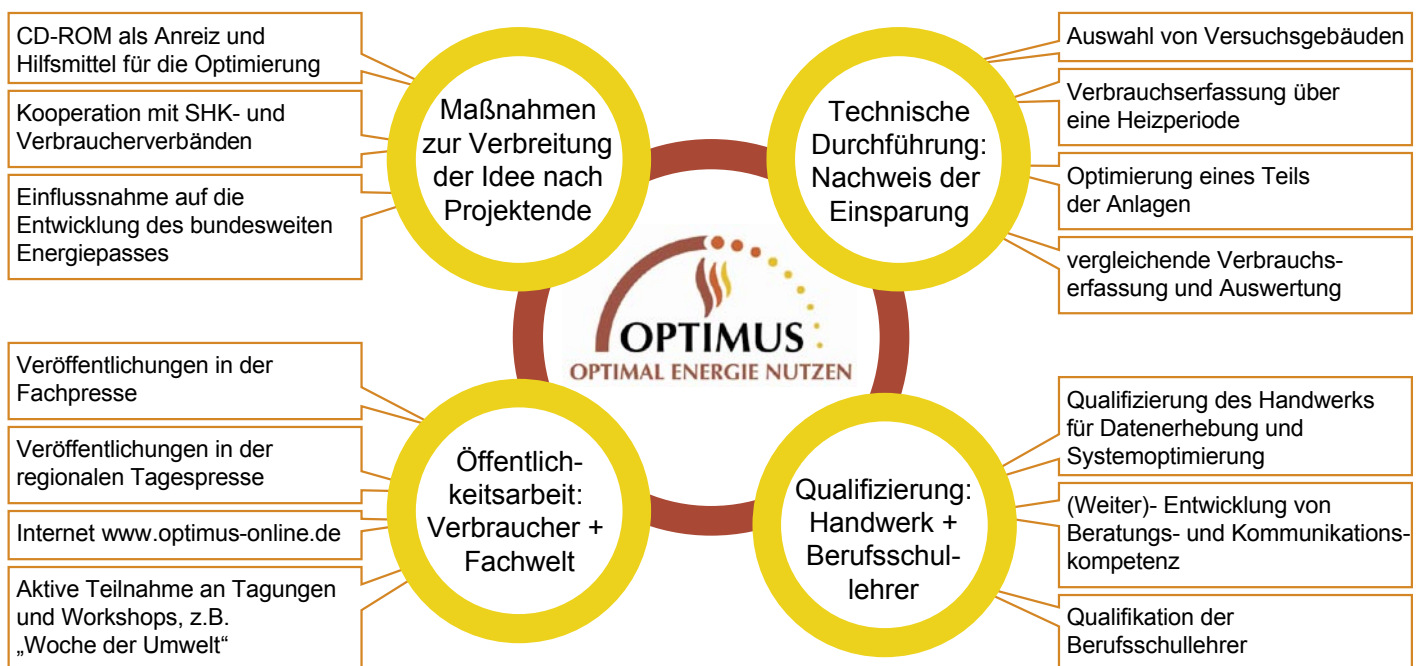 CD-ROM als Anreiz und
Hilfsmittel für die Optimierung
Kooperation mit SHK- und
Verbraucherverbänden
Einflussnahme auf die
Entwicklung des bundesweiten
Energiepasses
Maßnahmen
zur Verbreitung
der Idee nach
Projektende
Technische
Durchführung:
Nachweis der
Einsparung
Auswahl von Versuchsgebäuden
Verbrauchserfassung über
eine Heizperiode
Optimierung eines Teils
der Anlagen
vergleichende Verbrauchs-
erfassung und Auswertung
OPTIMUS
OPTIMAL ENERGIE NUTZEN
Veröffentlichungen in der
Fachpresse
Veröffentlichungen in der
regionalen Tagespresse
Internet www.optimus-online.de
Aktive Teilnahme an Tagungen
und Workshops, z.B.
„Woche der Umwelt“
Öffentlich-
keitsarbeit:
Verbraucher +
Fachwelt
Qualifizierung:
Handwerk +
Berufsschul-
lehrer
Qualifizierung des Handwerks
für Datenerhebung und
Systemoptimierung
(Weiter)- Entwicklung von
Beratungs- und Kommunikations-
kompetenz
Qualifikation der
Berufsschullehrer